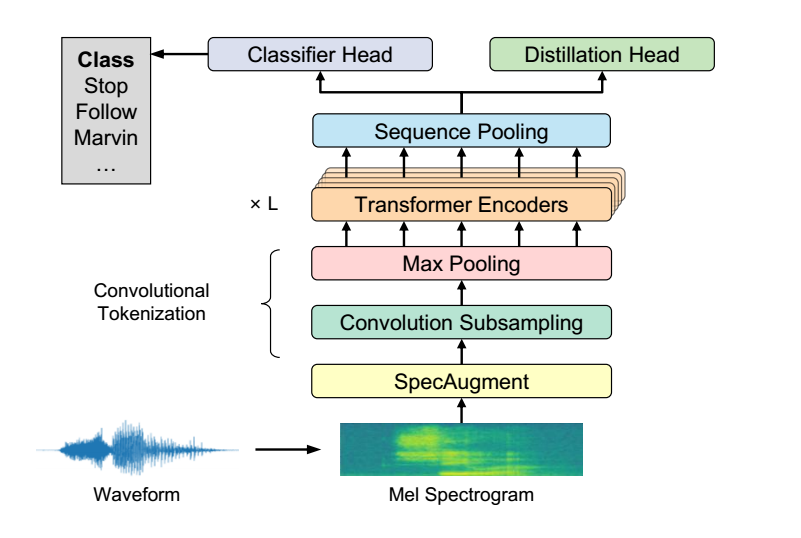 Class
Stop
Follow
Marvin
…
Classifier Head
Distillation Head
Sequence Pooling
× L
Transformer Encoders
Max Pooling
Convolutional
Tokenization
Convolution Subsampling
SpecAugment
Waveform
Mel Spectrogram